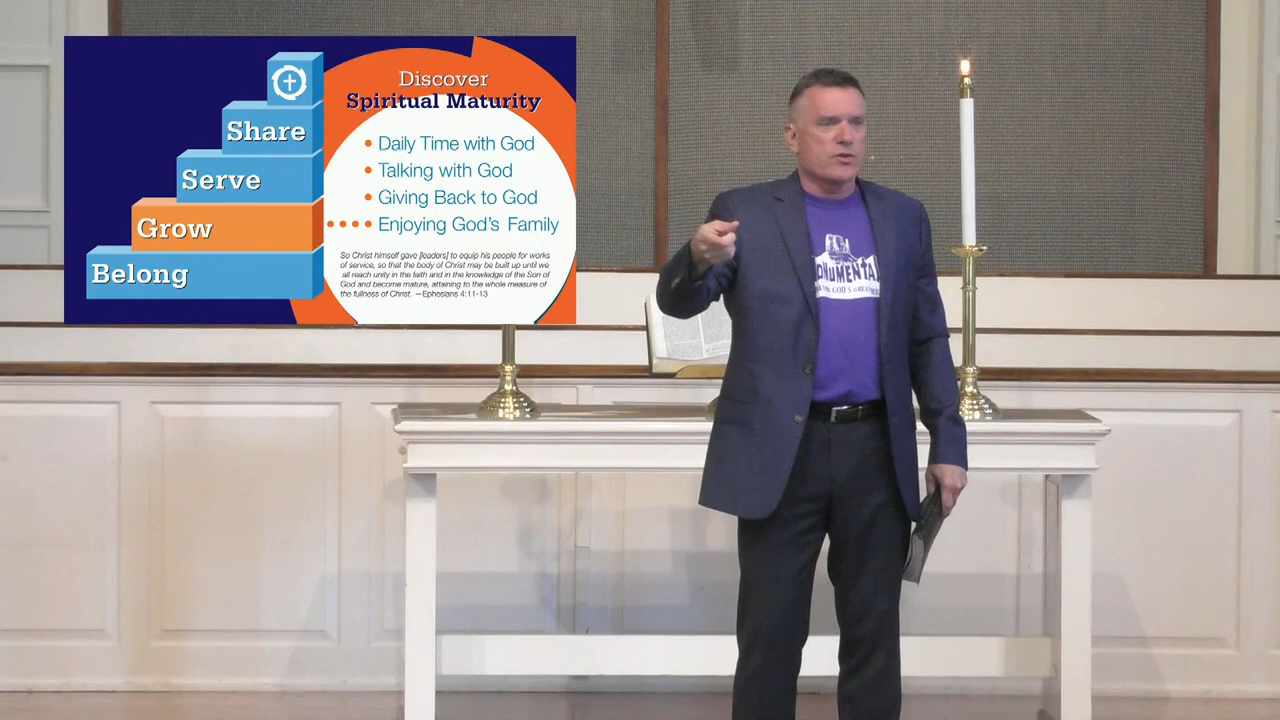 Discover
Spiritual Maturity
• Daily Time with God
• Talking with God
• Giving Back to God
• • • • Enjoying God's Family
So Christ himself gave [leaders] to equip his people for works
of service, so that the body of Christ may be built up until we
all reach unity in the faith and in the knowledge of the Son of
God and become mature, attaining to the whole measure of
the fullness of Christ. —Ephesians 4:11-13
Share
Serve
Grow
Belong
ONUMENTA
GOD'S